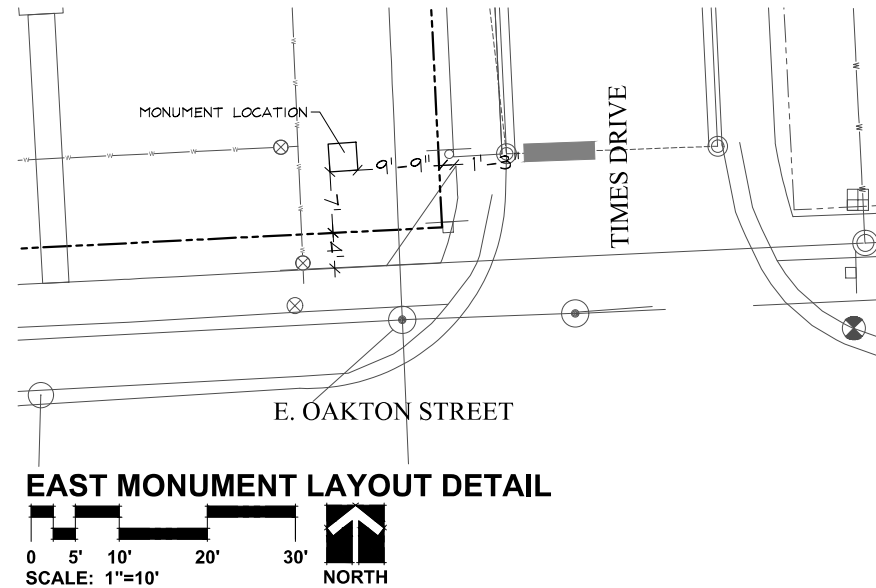 MONUMENT LOCATION
9'-9"
1'-3"
7'
4'
TIMES DRIVE
E. OAKTON STREET
EAST MONUMENT LAYOUT DETAIL
0 5' 10' 20' 30'
SCALE: 1"=10'
NORTH
W W W W
W
W
W
W
W
W
W